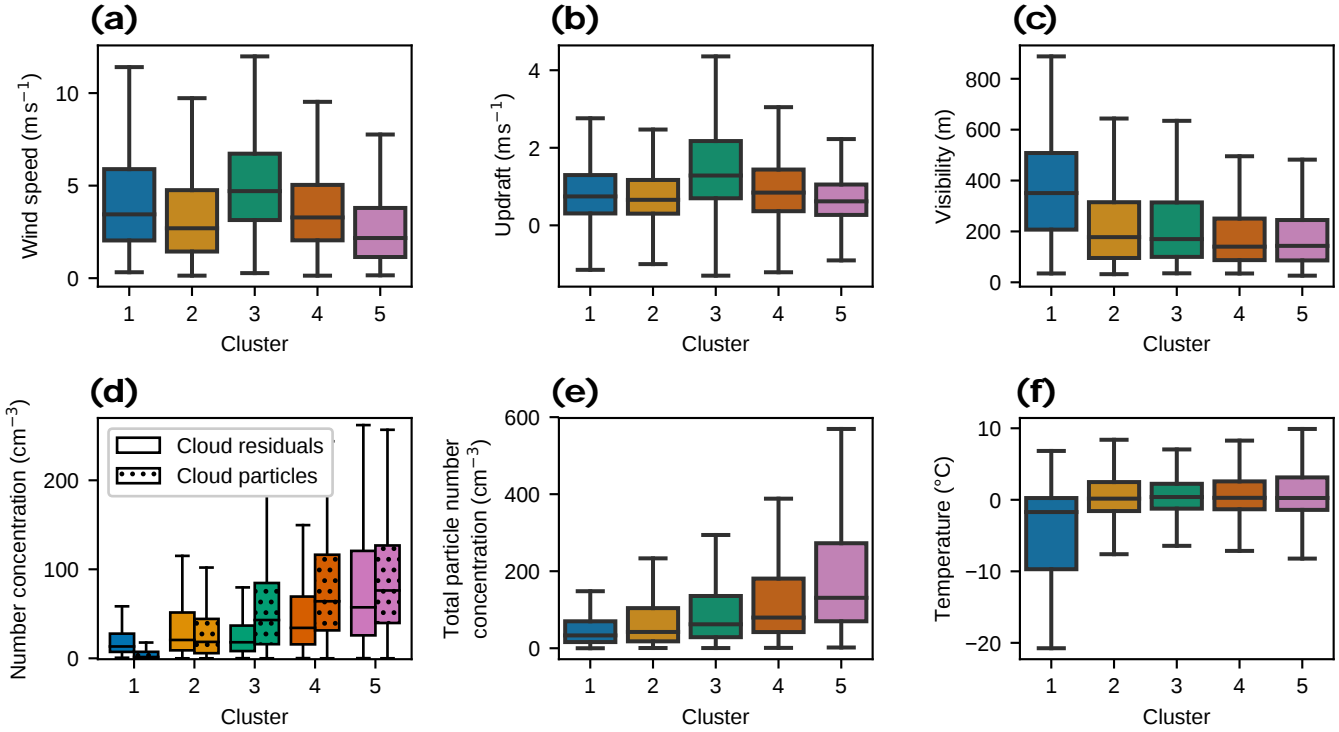 (a)
Wind speed (m s⁻¹)
10
5
0
1 2 3 4 5
Cluster
(b)
Updraft (m s⁻¹)
4
2
0
1 2 3 4 5
Cluster
(c)
Visibility (m)
800
600
400
200
0
1 2 3 4 5
Cluster
(d)
Number concentration (cm⁻³)
200
100
0
Cloud residuals
Cloud particles
1 2 3 4 5
Cluster
(e)
Total particle number
concentration (cm⁻³)
600
400
200
0
1 2 3 4 5
Cluster
(f)
Temperature (°C)
10
0
−10
−20
1 2 3 4 5
Cluster